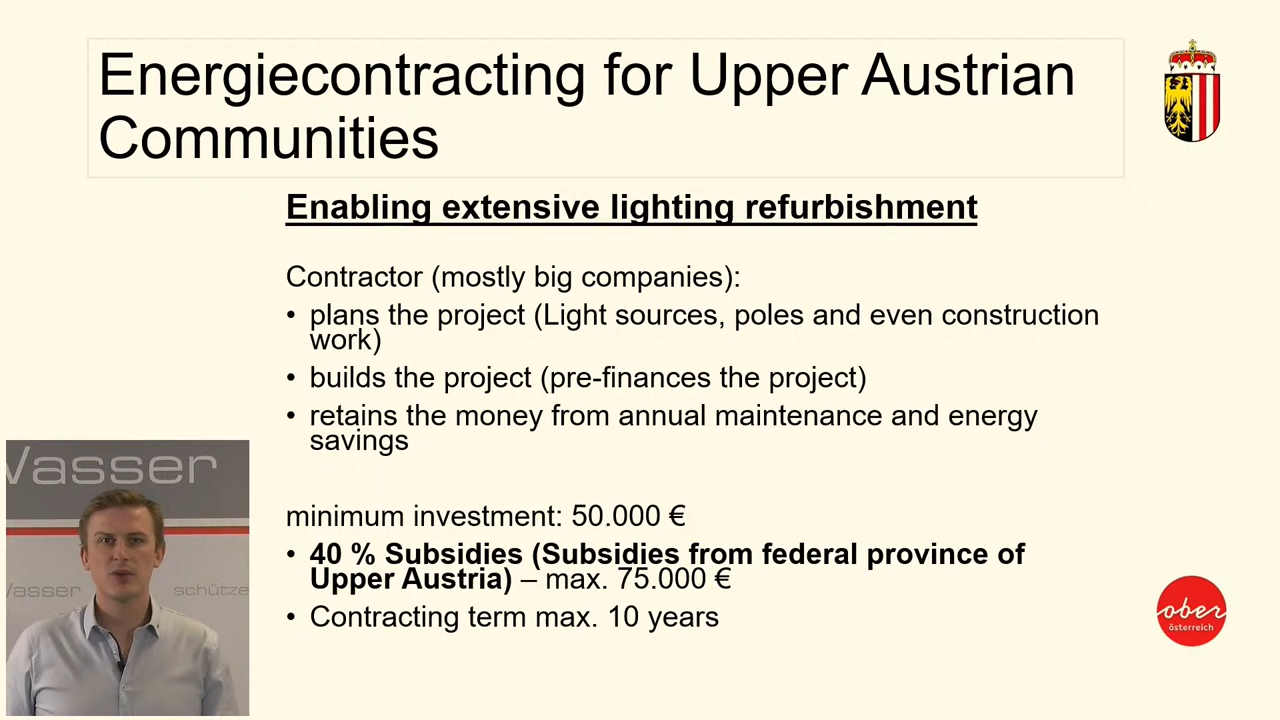 Energiecontracting for Upper Austrian
Communities
Enabling extensive lighting refurbishment
Contractor (mostly big companies):
• plans the project (Light sources, poles and even construction
work)
• builds the project (pre-finances the project)
• retains the money from annual maintenance and energy
savings
minimum investment: 50.000 €
• 40 % Subsidies (Subsidies from federal province of
Upper Austria) – max. 75.000 €
• Contracting term max. 10 years
Wasser
Wasser
schütze
ober
österreich